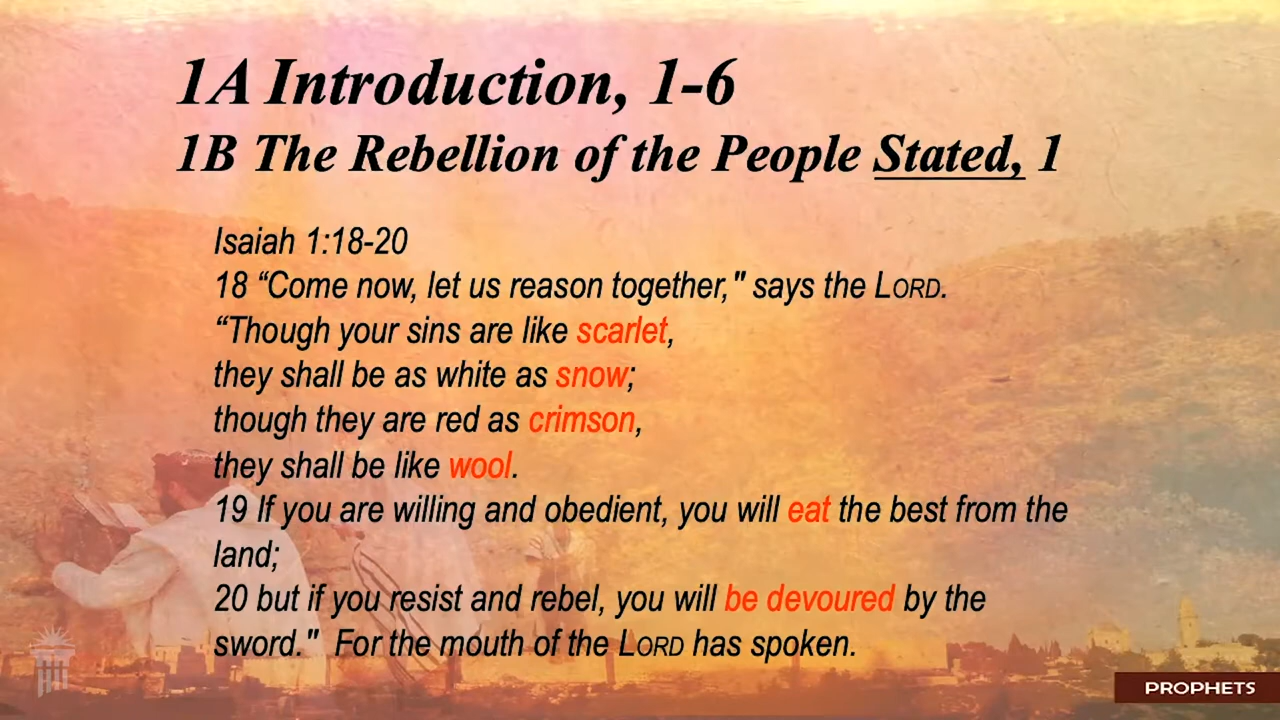 1A Introduction, 1-6
1B The Rebellion of the People Stated, 1
Isaiah 1:18-20
18 “Come now, let us reason together," says the LORD.
“Though your sins are like scarlet,
they shall be as white as snow;
though they are red as crimson,
they shall be like wool.
19 If you are willing and obedient, you will eat the best from the
land;
20 but if you resist and rebel, you will be devoured by the
sword."  For the mouth of the LORD has spoken.
PROPHETS